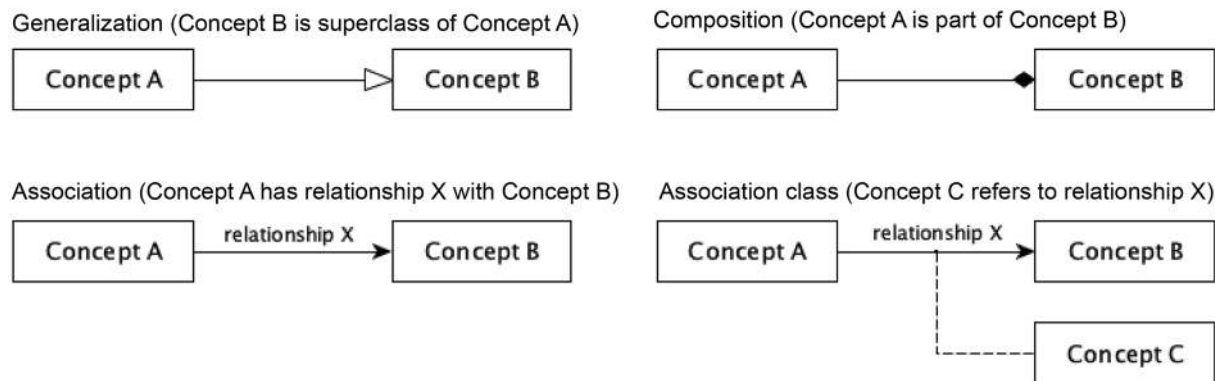 Generalization (Concept B is superclass of Concept A)
Concept A
Concept B
Composition (Concept A is part of Concept B)
Concept A
Concept B
Association (Concept A has relationship X with Concept B)
Concept A
relationship X
Concept B
Association class (Concept C refers to relationship X)
Concept A
relationship X
Concept B
Concept C